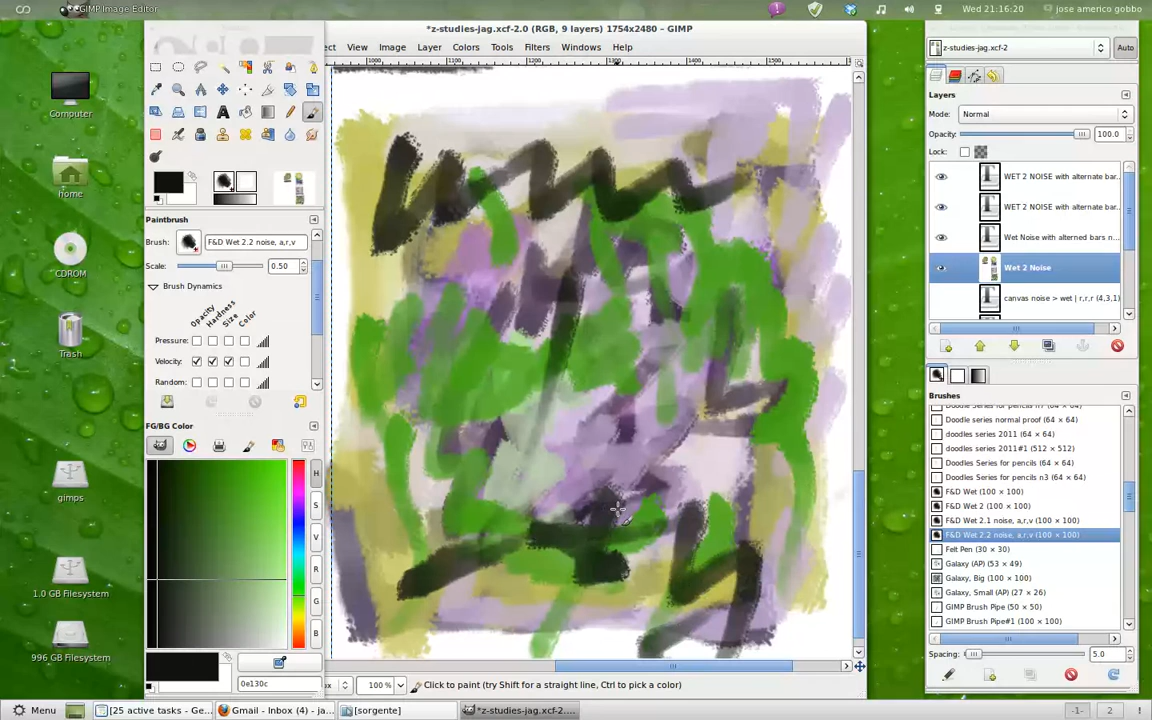 GIMP Image Editor
Wed 21:16:20
jose americo gobbo
Computer
home
CDROM
Trash
gimps
1.0 GB Filesystem
996 GB Filesystem
Paintbrush
Brush:
F&D Wet 2.2 noise, a,r,v
Scale:
0.50
Brush Dynamics
Opacity
Hardness
Size
Color
Pressure:
Velocity:
Random:
FG/BG Color
H
S
V
R
G
B
0e130c
*z-studies-jag.xcf-2.0 (RGB, 9 layers) 1754x2480 – GIMP
ect View Image Layer Colors Tools Filters Windows Help
1000
1100
1200
1300
1400
1500
px
100 %
Click to paint (try Shift for a straight line, Ctrl to pick a color)
z-studies-jag.xcf-2
Auto
Layers
Mode:
Normal
Opacity:
100.0
Lock:
WET 2 NOISE with alternate bar..
WET 2 NOISE with alternate bar..
Wet Noise with alterned bars n...
Wet 2 Noise
canvas noise > wet | r,r,r (4,3,1)
Brushes
Doodle series normal proof (64 × 64)
doodles series 2011 (64 × 64)
doodles series 2011#1 (512 × 512)
Doodles Series for pencils (64 × 64)
Doodles Series for pencils n3 (64 × 64)
F&D Wet (100 × 100)
F&D Wet 2 (100 × 100)
F&D Wet 2.1 noise, a,r,v (100 × 100)
F&D Wet 2.2 noise, a,r,v (100 × 100)
Felt Pen (30 × 30)
Galaxy (AP) (53 × 49)
Galaxy, Big (100 × 100)
Galaxy, Small (AP) (27 × 26)
GIMP Brush Pipe (50 × 50)
GIMP Brush Pipe#1 (100 × 100)
Spacing:
5.0
Menu
[25 active tasks - Ge...
Gmail - Inbox (4) - ja...
[sorgente]
*z-studies-jag.xcf-2....
-1-
2